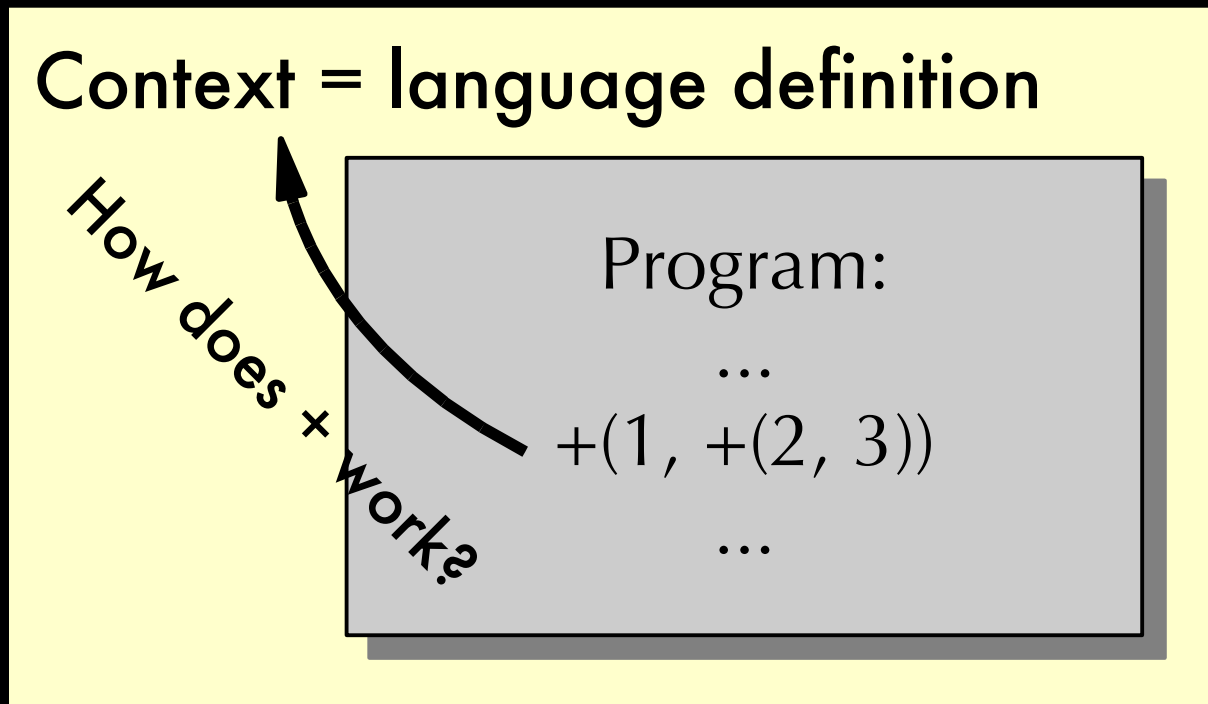 Context = language definition
How does + work?
Program:
...
+(1, +(2, 3))
...